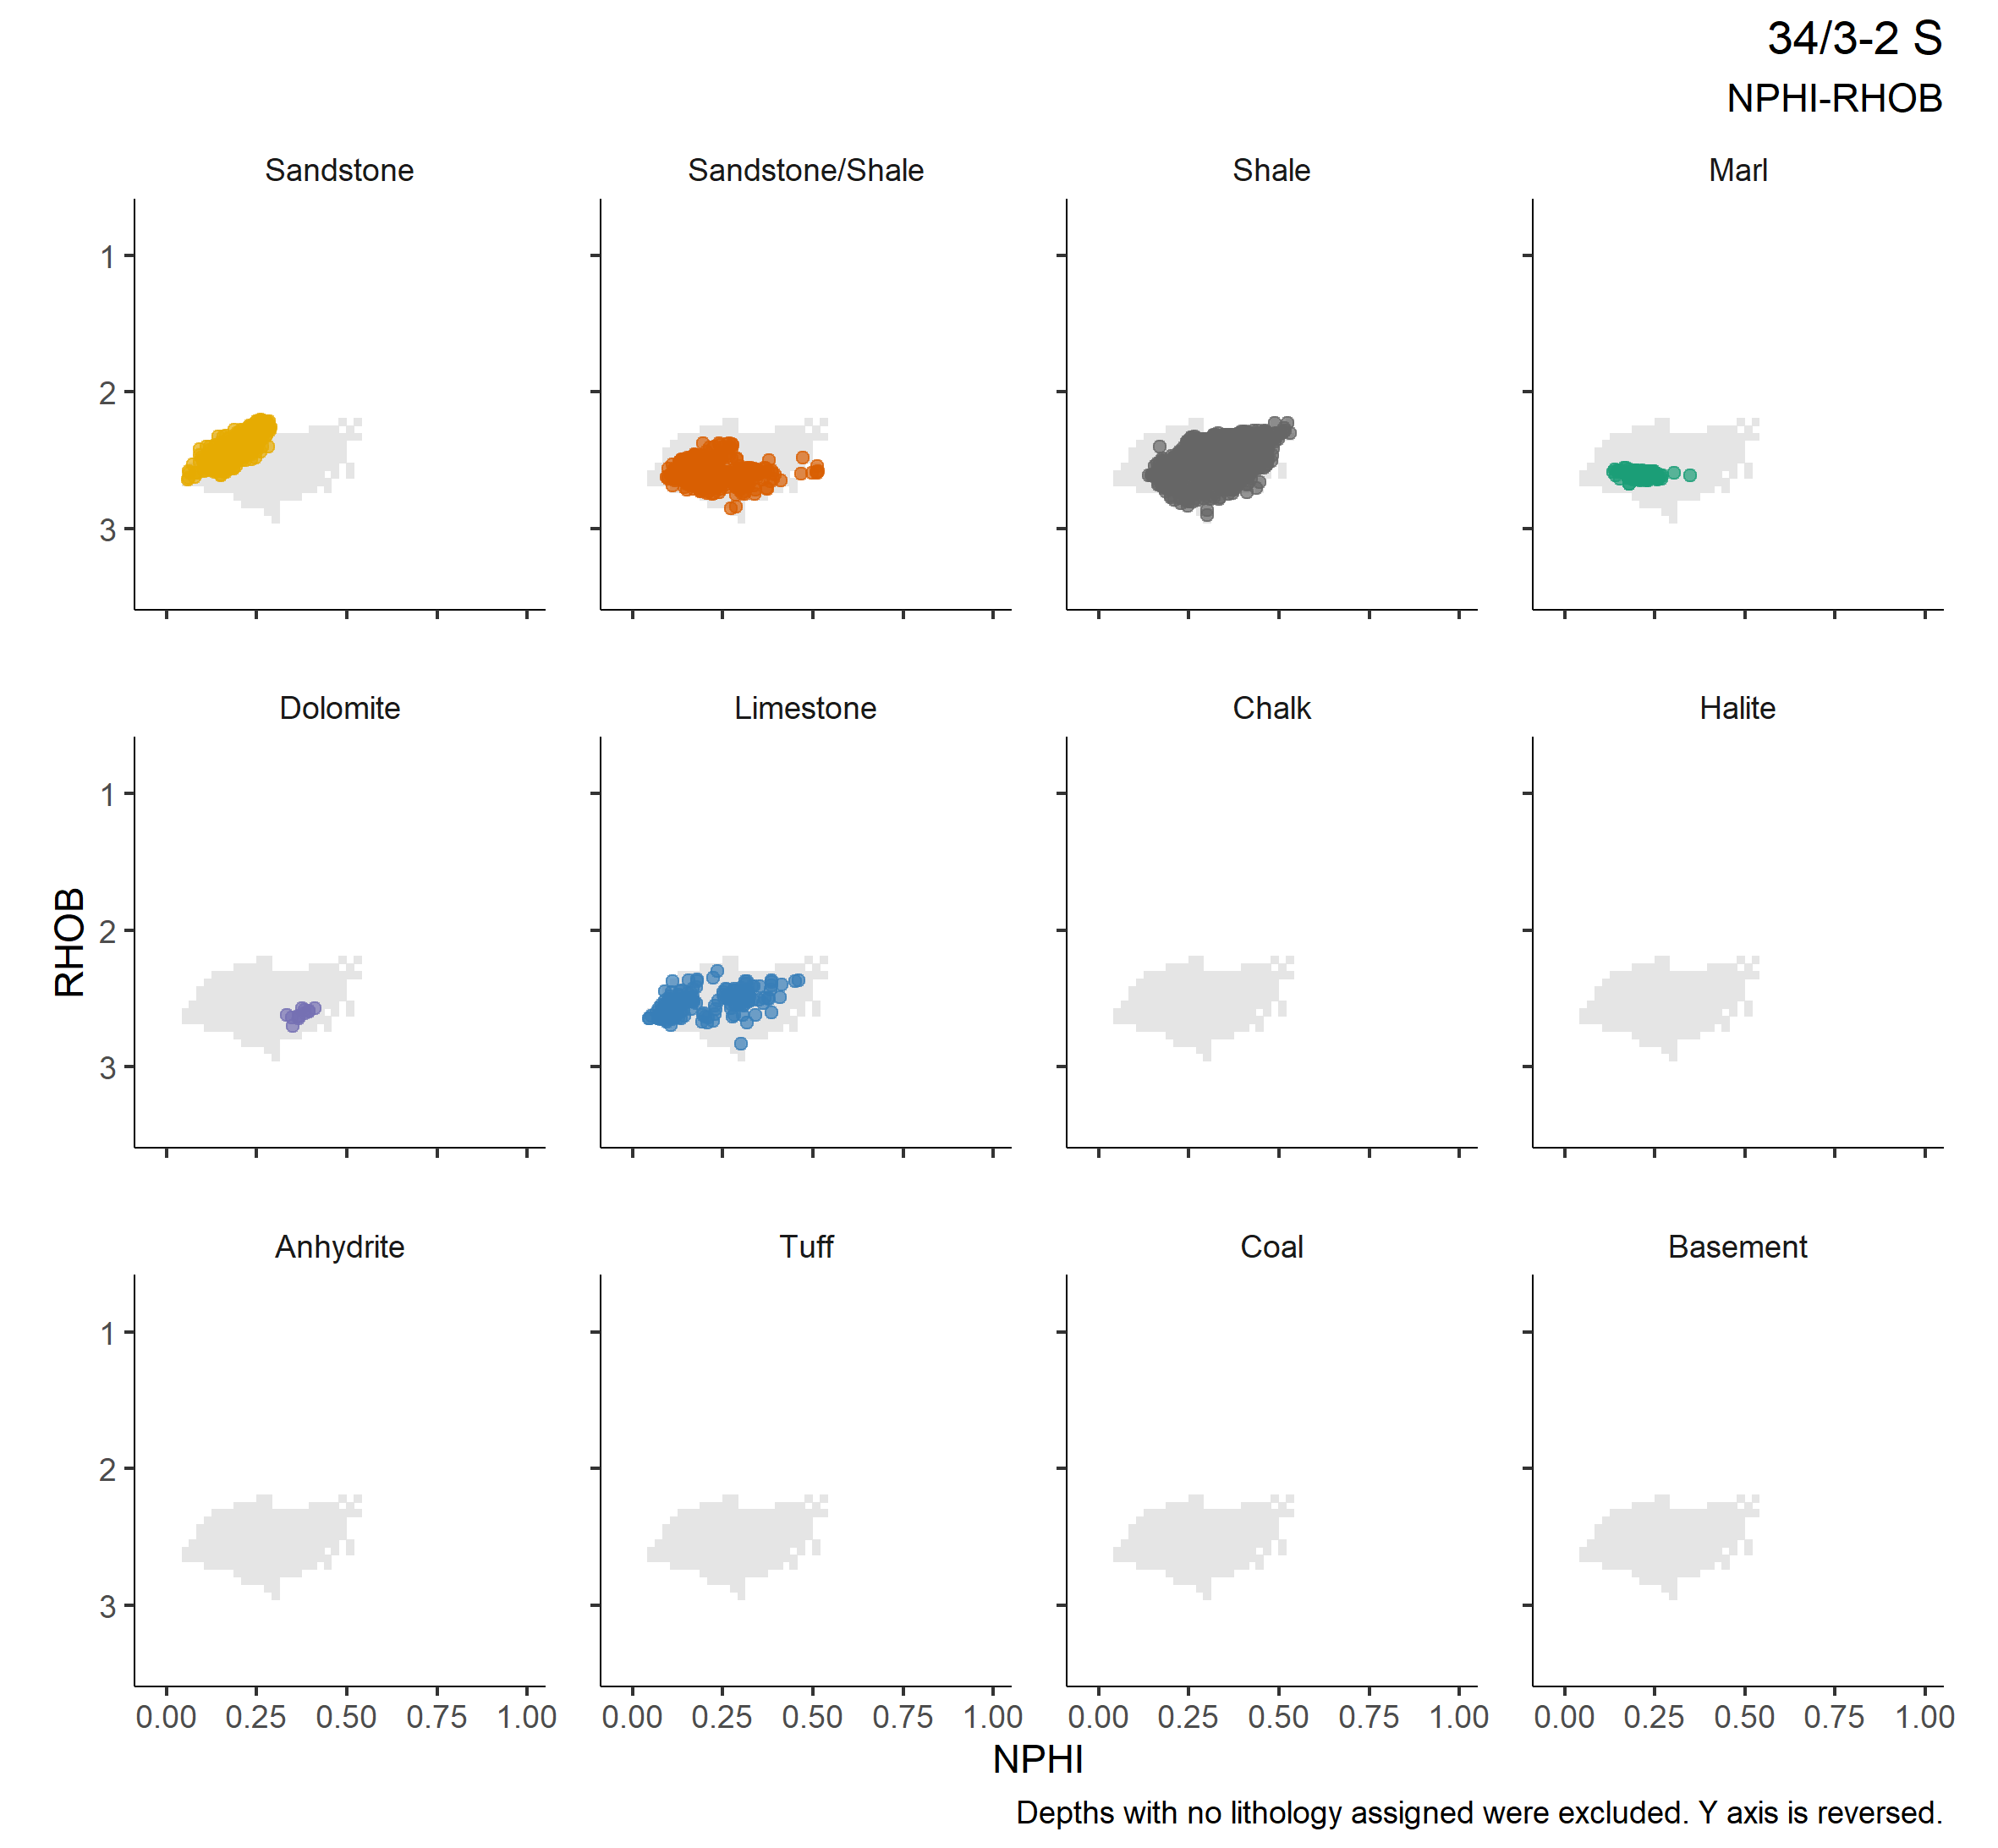 34/3-2 S
NPHI-RHOB
Sandstone Sandstone/Shale Shale Marl
1
2
3
Dolomite Limestone Chalk Halite
1
2
3
RHOB
Anhydrite Tuff Coal Basement
1
2
3
0.00 0.25 0.50 0.75 1.00 0.00 0.25 0.50 0.75 1.00 0.00 0.25 0.50 0.75 1.00 0.00 0.25 0.50 0.75 1.00
NPHI
Depths with no lithology assigned were excluded. Y axis is reversed.